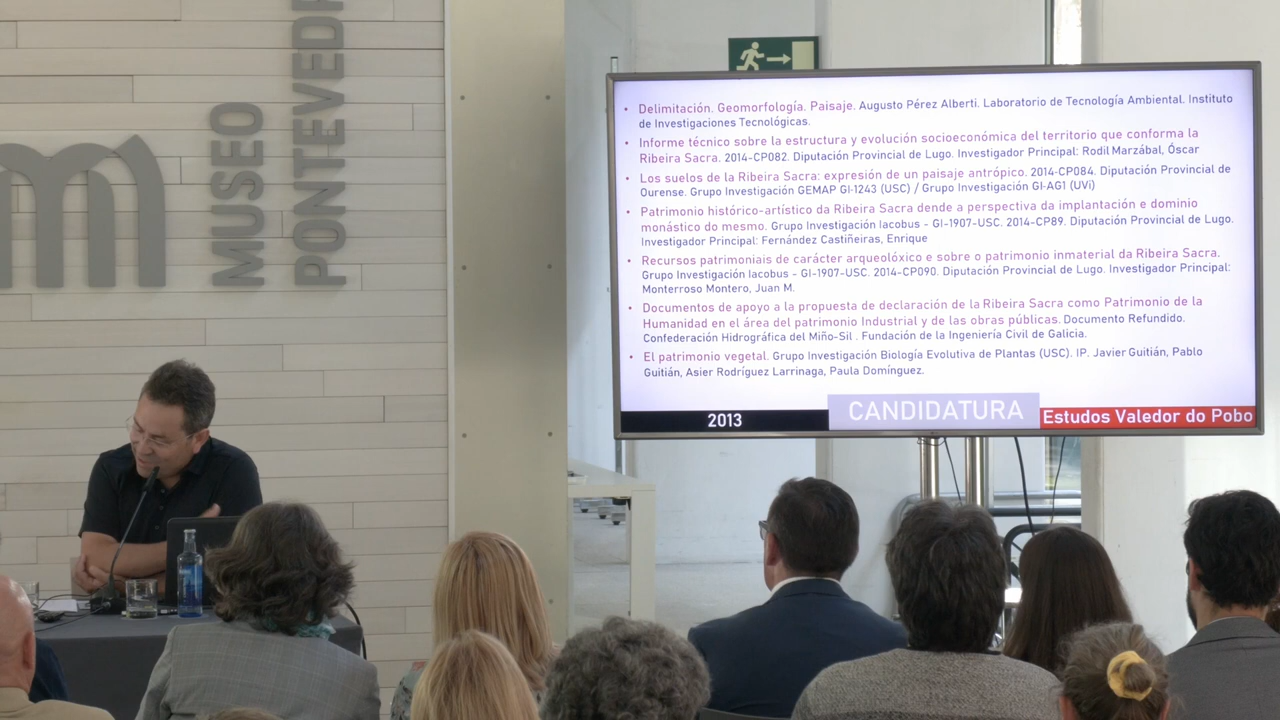 MUSEO
PONTEVEDR
• Delimitación. Geomorfología. Paisaje. Augusto Pérez Alberti. Laboratorio de Tecnología Ambiental. Instituto
de Investigaciones Tecnológicas.
• Informe técnico sobre la estructura y evolución socioeconómica del territorio que conforma la
Ribeira Sacra. 2014-CP082. Diputación Provincial de Lugo. Investigador Principal: Rodil Marzábal, Óscar
• Los suelos de la Ribeira Sacra: expresión de un paisaje antrópico. 2014-CP084. Diputación Provincial de
Ourense. Grupo Investigación GEMAP GI-1243 (USC) / Grupo Investigación GI-AG1 (UVi)
• Patrimonio histórico-artístico da Ribeira Sacra dende a perspectiva da implantación e dominio
monástico do mesmo. Grupo Investigación Iacobus - GI-1907-USC. 2014-CP89. Diputación Provincial de Lugo.
Investigador Principal: Fernández Castiñeiras, Enrique
• Recursos patrimoniais de carácter arqueolóxico e sobre o patrimonio inmaterial da Ribeira Sacra.
Grupo Investigación Iacobus - GI-1907-USC. 2014-CP090. Diputación Provincial de Lugo. Investigador Principal:
Monterroso Montero, Juan M.
• Documentos de apoyo a la propuesta de declaración de la Ribeira Sacra como Patrimonio de la
Humanidad en el área del patrimonio Industrial y de las obras públicas. Documento Refundido.
Confederación Hidrográfica del Miño-Sil . Fundación de la Ingeniería Civil de Galicia.
• El patrimonio vegetal. Grupo Investigación Biología Evolutiva de Plantas (USC). IP. Javier Guitián, Pablo
Guitián, Asier Rodríguez Larrinaga, Paula Domínguez.
2013
CANDIDATURA
Estudos Valedor do Pobo